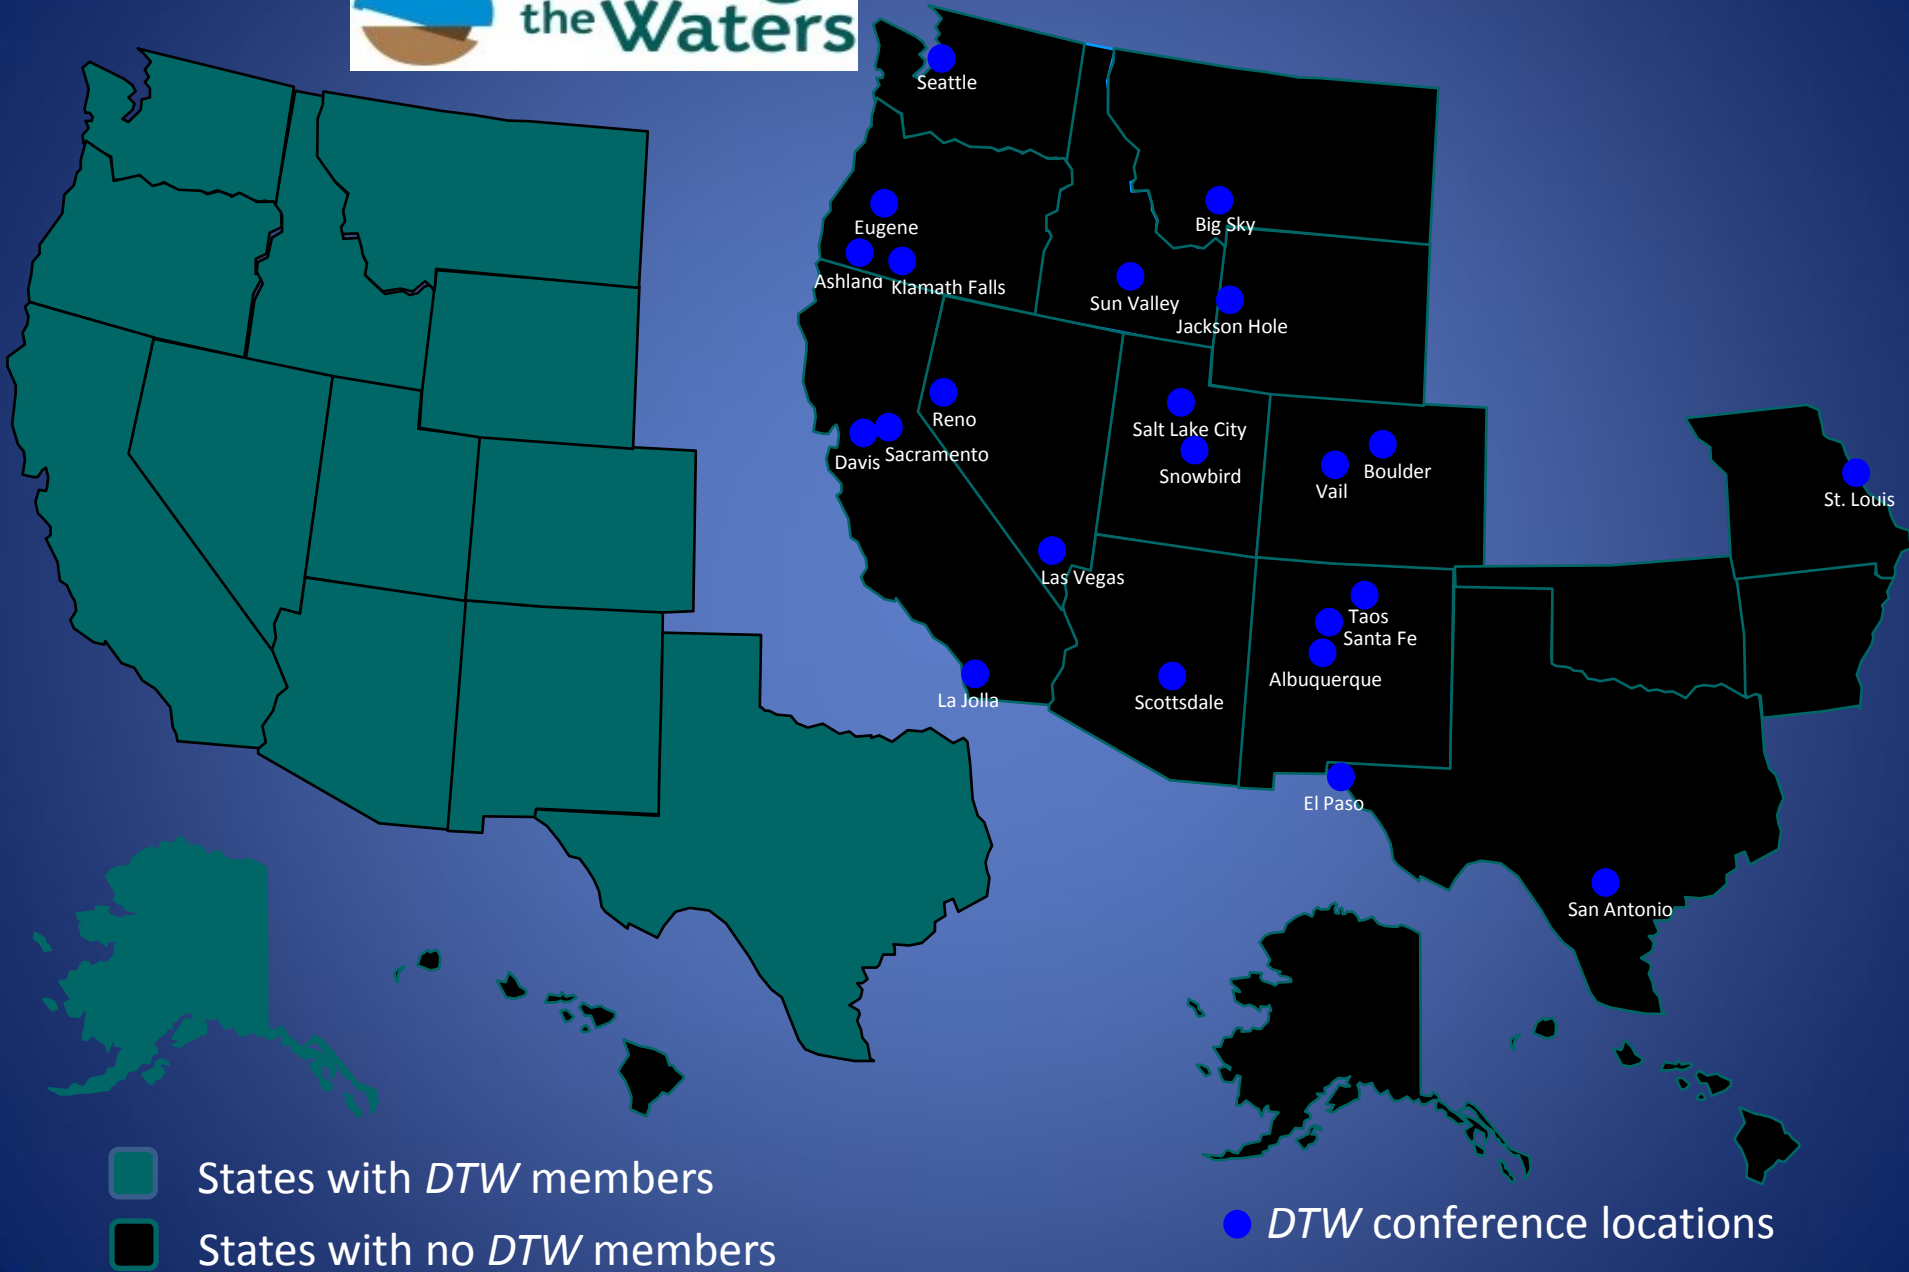 the Waters
Seattle
Eugene
Big Sky
Ashland
Klamath Falls
Sun Valley
Jackson Hole
Reno
Salt Lake City
Davis
Sacramento
Snowbird
Vail
Boulder
St. Louis
Las Vegas
Taos
Santa Fe
Albuquerque
La Jolla
Scottsdale
El Paso
San Antonio
States with DTW members
States with no DTW members
DTW conference locations